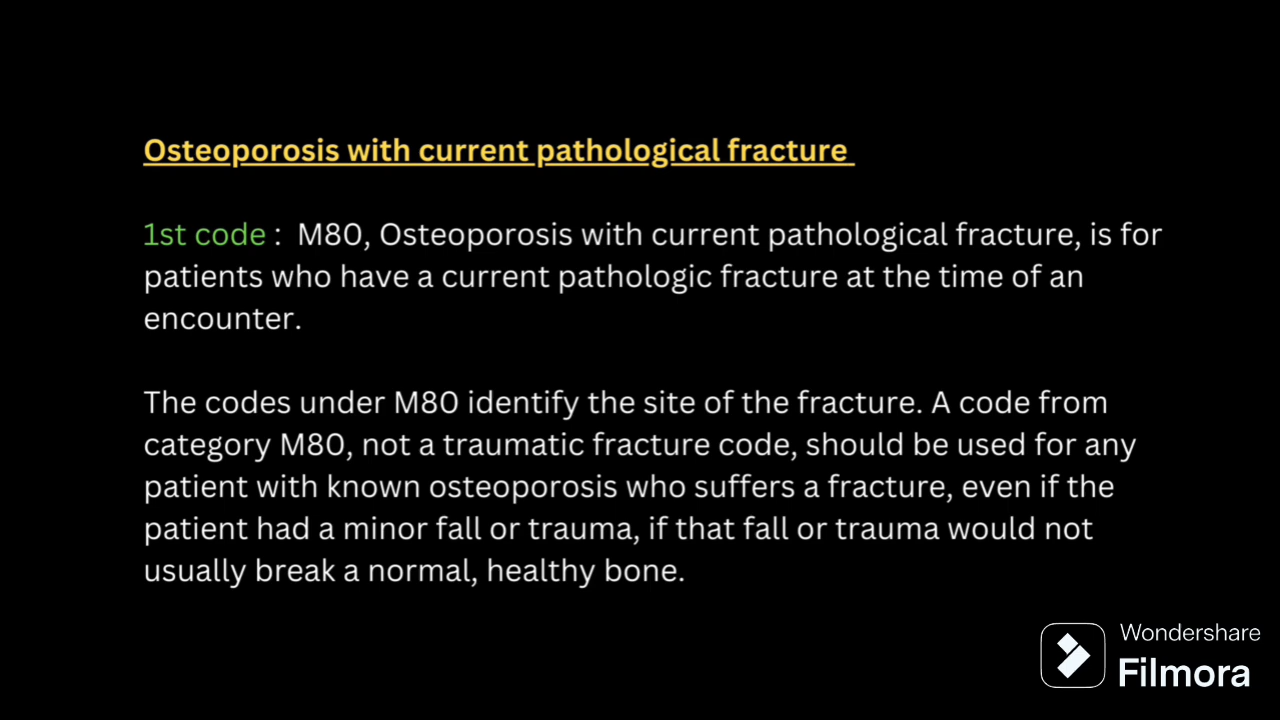 Osteoporosis with current pathological fracture
1st code : M80, Osteoporosis with current pathological fracture, is for
patients who have a current pathologic fracture at the time of an
encounter.
The codes under M80 identify the site of the fracture. A code from
category M80, not a traumatic fracture code, should be used for any
patient with known osteoporosis who suffers a fracture, even if the
patient had a minor fall or trauma, if that fall or trauma would not
usually break a normal, healthy bone.
Wondershare
Filmora